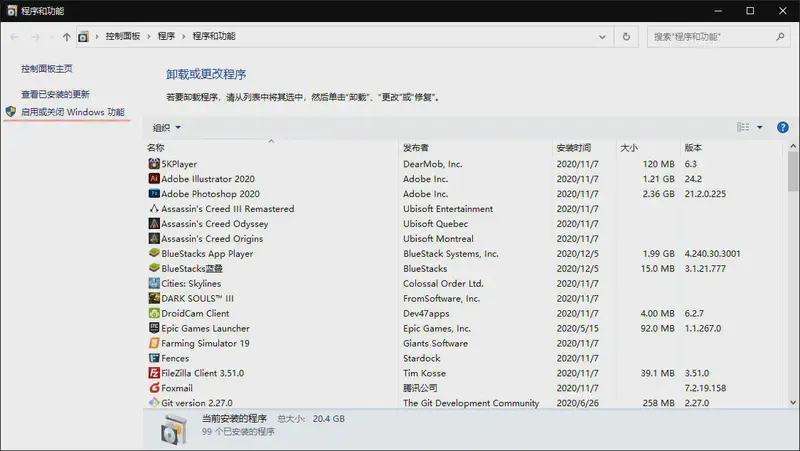 程序和功能
控制面板 程序 程序和功能
搜索"程序和功能"
控制面板主页
查看已安装的更新
启用或关闭 Windows 功能
卸载或更改程序
若要卸载程序，请从列表中将其选中，然后单击"卸载"、"更改"或"修复"。
组织
名称 发布者 安装时间 大小 版本
5KPlayer DearMob, Inc. 2020/11/7 120 MB 6.3
Adobe Illustrator 2020 Adobe Inc. 2020/11/7 1.21 GB 24.2
Adobe Photoshop 2020 Adobe Inc. 2020/11/7 2.36 GB 21.2.0.225
Assassin's Creed III Remastered Ubisoft Entertainment 2020/11/7
Assassin's Creed Odyssey Ubisoft Quebec 2020/11/7
Assassin's Creed Origins Ubisoft Montreal 2020/11/7
BlueStacks App Player BlueStack Systems, Inc. 2020/12/5 1.99 GB 4.240.30.3001
BlueStacks蓝叠 BlueStacks 2020/12/5 15.0 MB 3.1.21.777
Cities: Skylines Colossal Order Ltd. 2020/11/7
DARK SOULS™ III FromSoftware, Inc. 2020/11/7
DroidCam Client Dev47apps 2020/11/7 4.00 MB 6.2.7
Epic Games Launcher Epic Games, Inc. 2020/5/15 92.0 MB 1.1.267.0
Farming Simulator 19 Giants Software 2020/11/7
Fences Stardock 2020/11/7
FileZilla Client 3.51.0 Tim Kosse 2020/11/7 39.1 MB 3.51.0
Foxmail 腾讯公司 2020/11/7 7.2.19.158
Git version 2.27.0 The Git Development Community 2020/6/26 258 MB 2.27.0
当前安装的程序 总大小: 20.4 GB
99 个已安装的程序